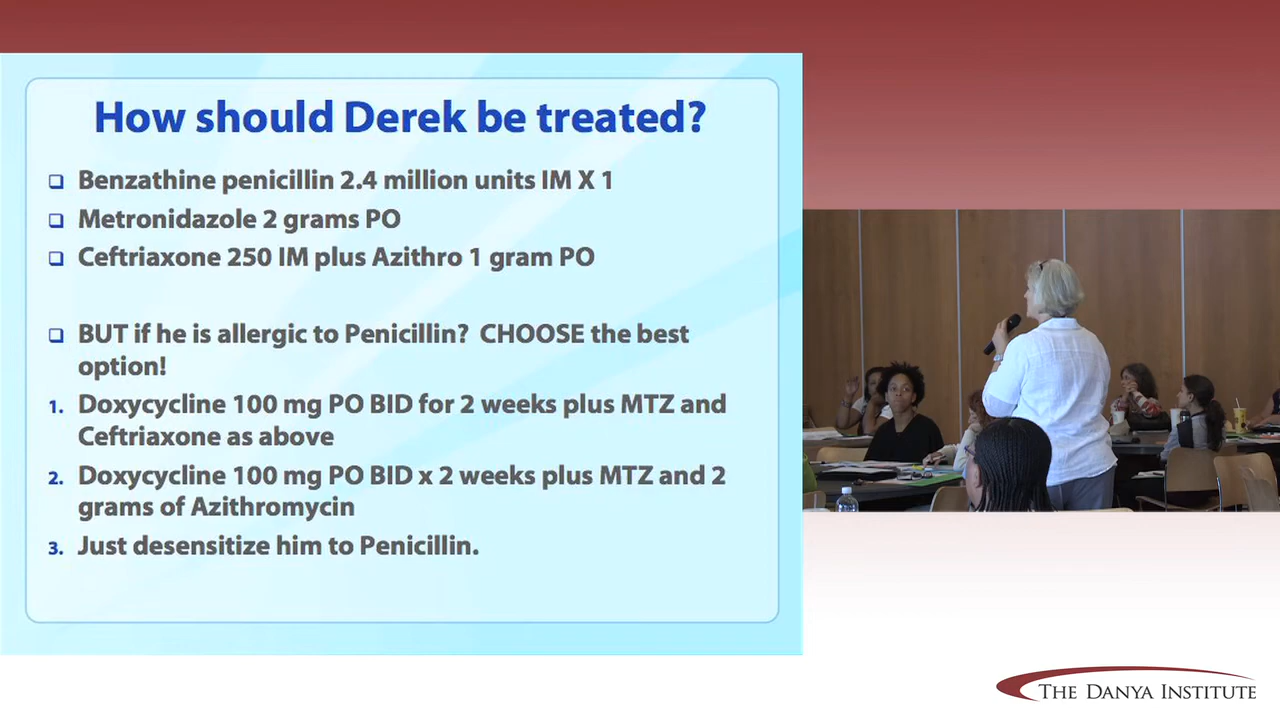 How should Derek be treated?
❑ Benzathine penicillin 2.4 million units IM X 1
❑ Metronidazole 2 grams PO
❑ Ceftriaxone 250 IM plus Azithro 1 gram PO
❑ BUT if he is allergic to Penicillin? CHOOSE the best
option!
1. Doxycycline 100 mg PO BID for 2 weeks plus MTZ and
Ceftriaxone as above
2. Doxycycline 100 mg PO BID x 2 weeks plus MTZ and 2
grams of Azithromycin
3. Just desensitize him to Penicillin.
THE DANYA INSTITUTE